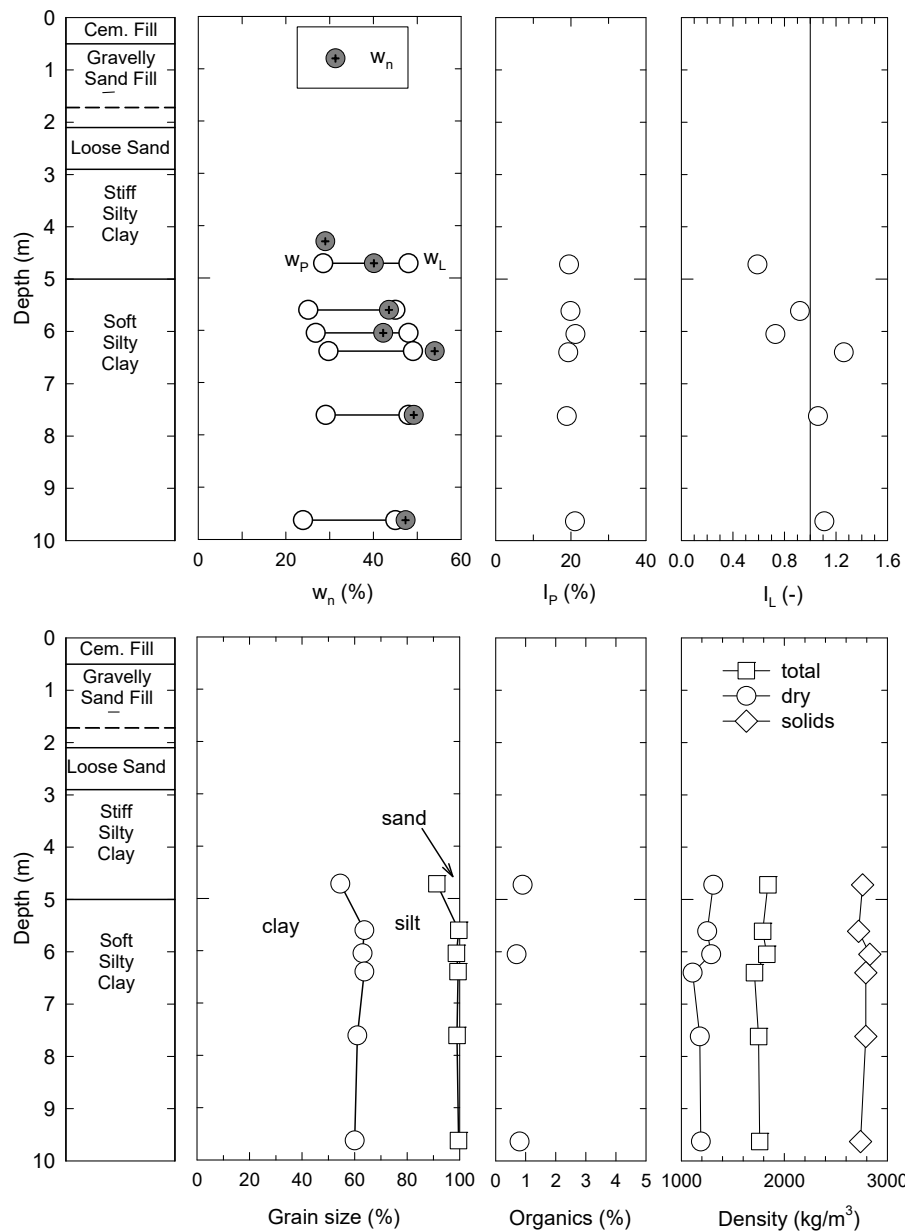 0
1
2
3
4
5
6
7
8
9
10
Depth (m)
Cem. Fill
Gravelly
Sand Fill
Loose Sand
Stiff
Silty
Clay
Soft
Silty
Clay
w_n
w_P
w_L
0 20 40 60
w_n (%)
0 20 40
I_P (%)
0.0 0.4 0.8 1.2 1.6
I_L (-)
0
1
2
3
4
5
6
7
8
9
10
Depth (m)
Cem. Fill
Gravelly
Sand Fill
Loose Sand
Stiff
Silty
Clay
Soft
Silty
Clay
sand
clay
silt
0 20 40 60 80 100
Grain size (%)
0 1 2 3 4 5
Organics (%)
total
dry
solids
1000 2000 3000
Density (kg/m³)